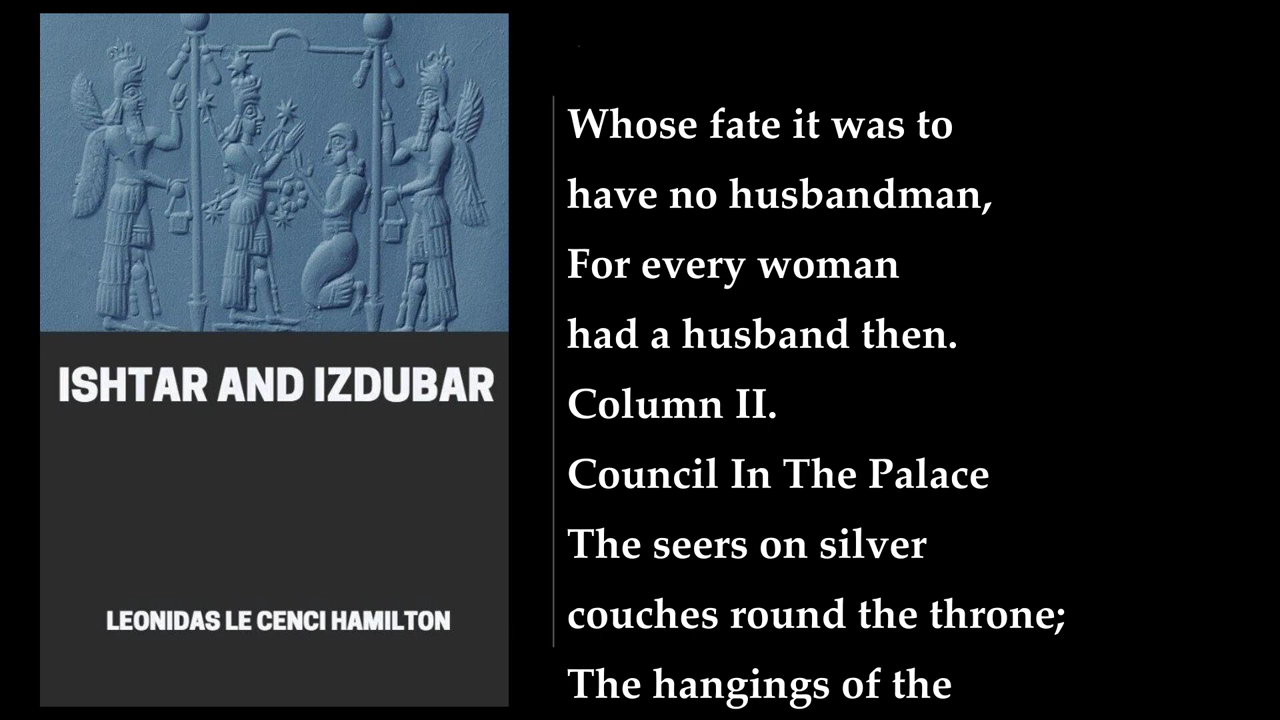 ISHTAR AND IZDUBAR
LEONIDAS LE CENCI HAMILTON
Whose fate it was to
have no husbandman,
For every woman
had a husband then.
Column II.
Council In The Palace
The seers on silver
couches round the throne;
The hangings of the